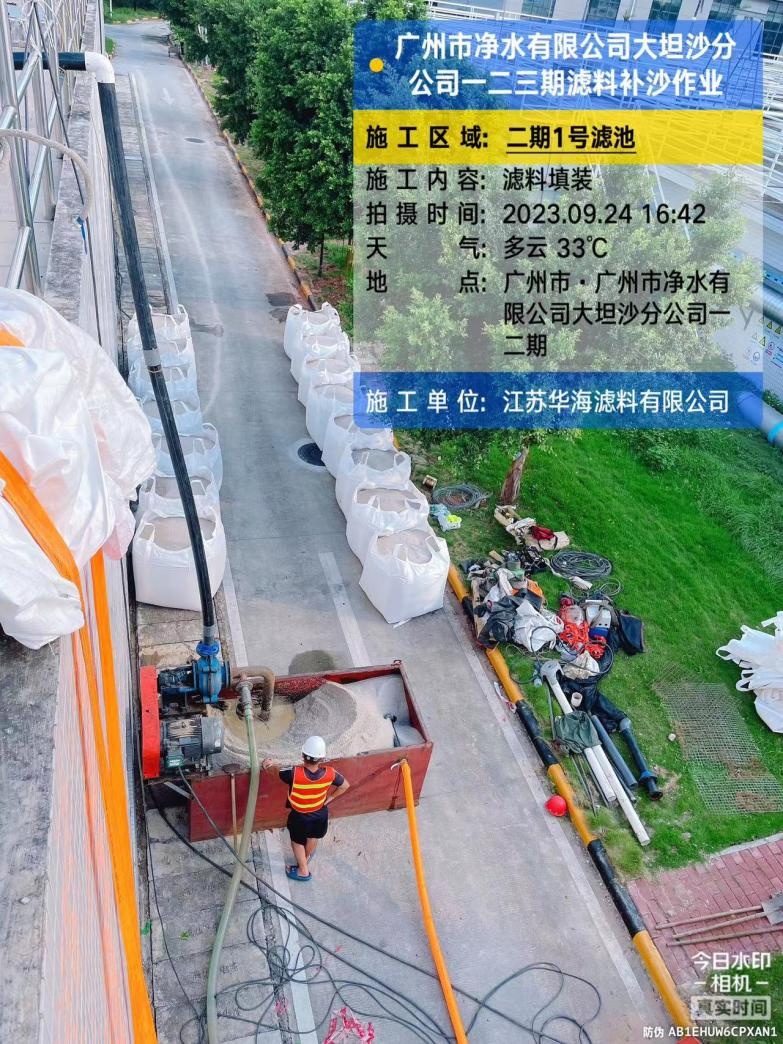 广州市净水有限公司大坦沙分
公司一二三期滤料补沙作业
施工区域: 二期1号滤池
施工内容: 滤料填装
拍摄时间: 2023.09.24 16:42
天气: 多云 33℃
地点: 广州市·广州市净水有
限公司大坦沙分公司一
二期
施工单位: 江苏华海滤料有限公司
今日水印
相机
真实时间
防伪 AB1EHUW6CPXAN1